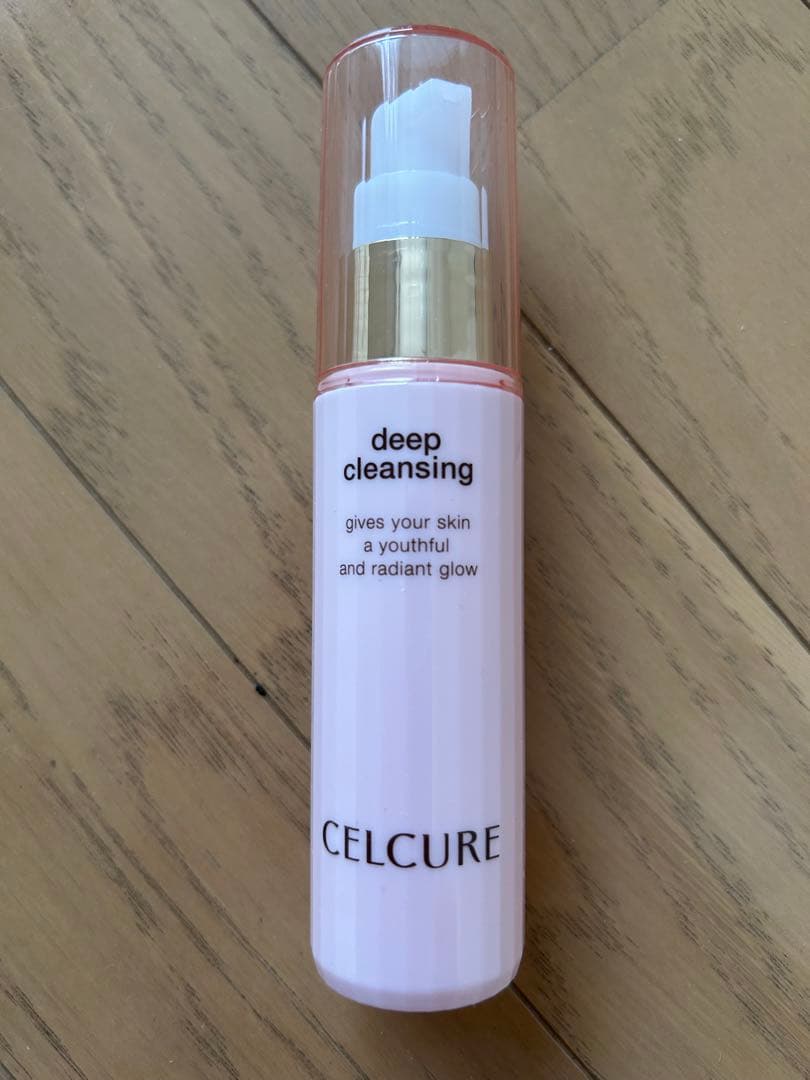 deep
cleansing
gives your skin
a youthful
and radiant glow
CELCURE